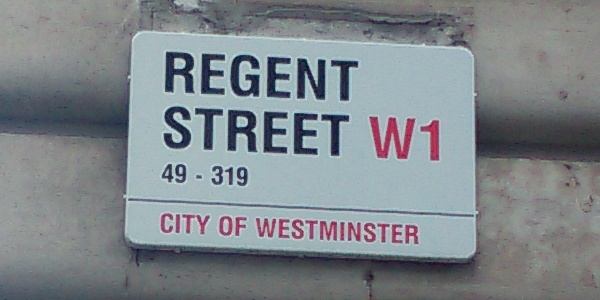 REGENT
STREET W1
49 - 319
CITY OF WESTMINSTER